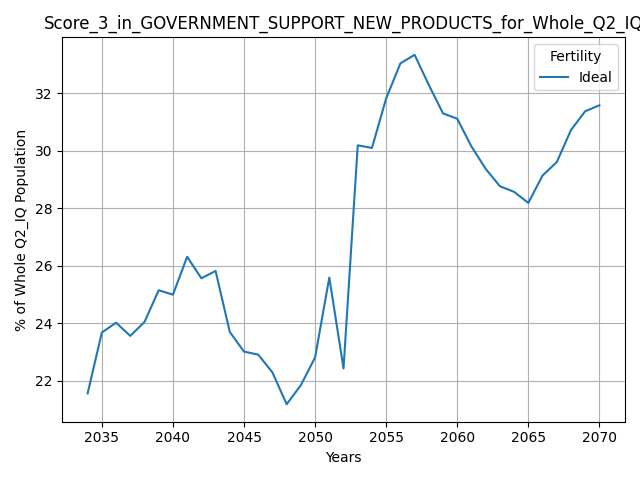 Score_3_in_GOVERNMENT_SUPPORT_NEW_PRODUCTS_for_Whole_Q2_IQ
Fertility
Ideal
% of Whole Q2_IQ Population
32
30
28
26
24
22
2035 2040 2045 2050 2055 2060 2065 2070
Years